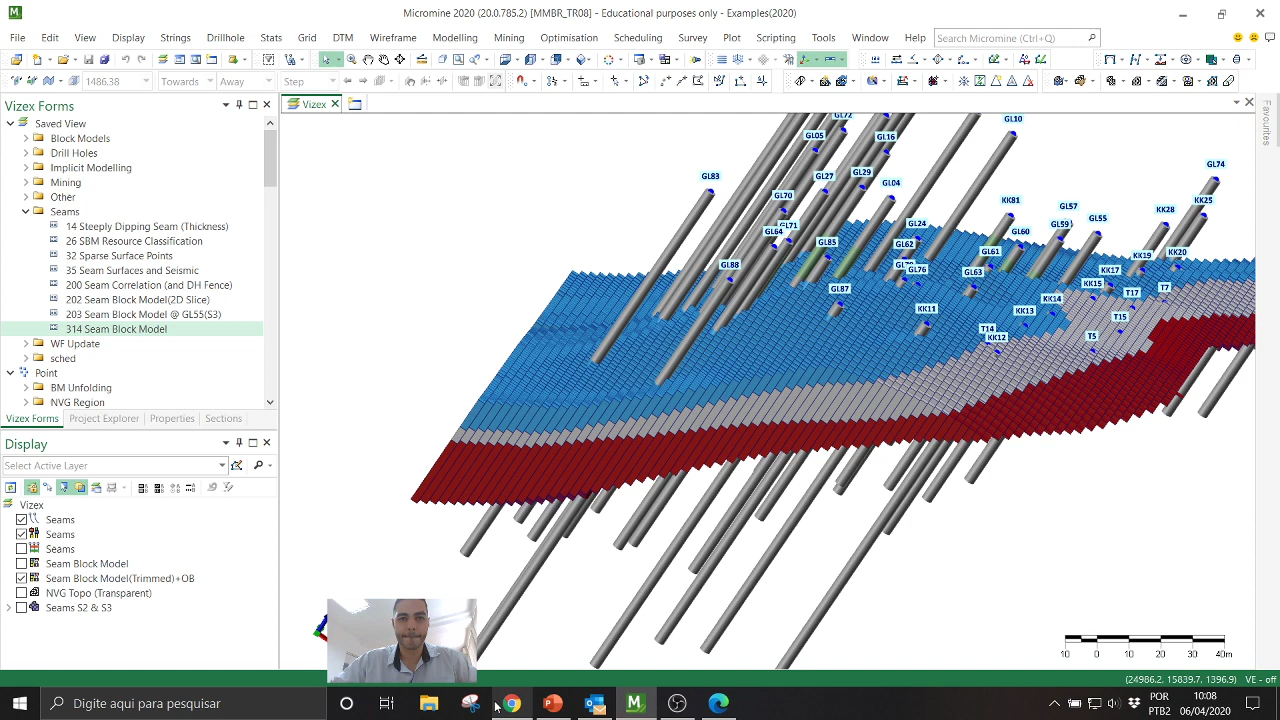 Micromine 2020 (20.0.785.2) [MMBR_TR08] - Educational purposes only - Examples(2020)
File Edit View Display Strings Drillhole Stats Grid DTM Wireframe Modelling Mining Optimisation Scheduling Survey Plot Scripting Tools Window Help Search Micromine (Ctrl+Q)
1486.38 Towards Away Step
Vizex Forms
Saved View
Block Models
Drill Holes
Implicit Modelling
Mining
Other
Seams
14 Steeply Dipping Seam (Thickness)
26 SBM Resource Classification
32 Sparse Surface Points
35 Seam Surfaces and Seismic
200 Seam Correlation (and DH Fence)
202 Seam Block Model(2D Slice)
203 Seam Block Model @ GL55(S3)
314 Seam Block Model
WF Update
sched
Point
BM Unfolding
NVG Region
Vizex Forms Project Explorer Properties Sections
Display
Select Active Layer
Vizex
Seams
Seams
Seams
Seam Block Model
Seam Block Model(Trimmed)+OB
NVG Topo (Transparent)
Seams S2 & S3
Vizex
Favourites
GL72
GL10
GL05
GL16
GL74
GL83
GL27
GL29
GL04
GL70
KK81
GL57
KK25
GL71
GL64
GL24
GL60
GL59
GL55
KK28
GL85
GL62
GL61
KK19
KK20
GL88
GL76
GL63
KK17
KK15
T7
GL87
KK14
T17
KK11
KK13
T15
T14
KK12
T5
10 0 10 20 30 40m
(24986.2, 15839.7, 1396.9) VE - off
Digite aqui para pesquisar
POR
PTB2
10:08
06/04/2020